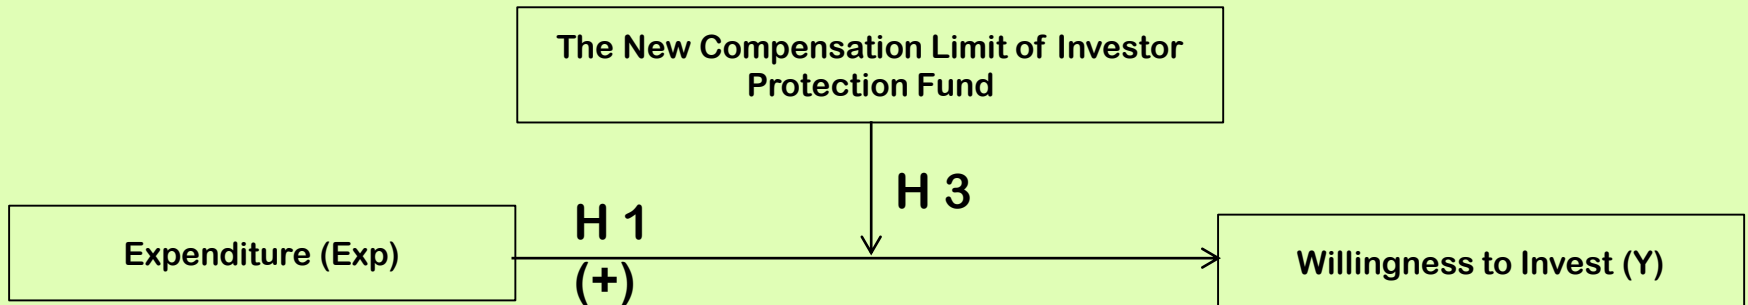 The New Compensation Limit of Investor
Protection Fund
H 3
H 1
(+)
Expenditure (Exp)
Willingness to Invest (Y)